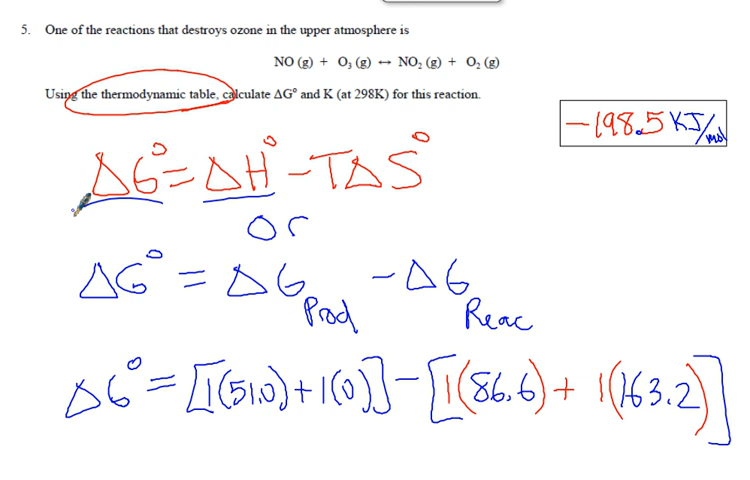 5. One of the reactions that destroys ozone in the upper atmosphere is
NO (g) + O₃ (g) ↔ NO₂ (g) + O₂ (g)
Using the thermodynamic table, calculate ΔG° and K (at 298K) for this reaction.
-198.5 KJ/mol
ΔG° = ΔH° - TΔS°
or
ΔG° = ΔG Prod - ΔG Reac
ΔG° = [1(51.0) + 1(0)] - [1(86.6) + 1(163.2)]